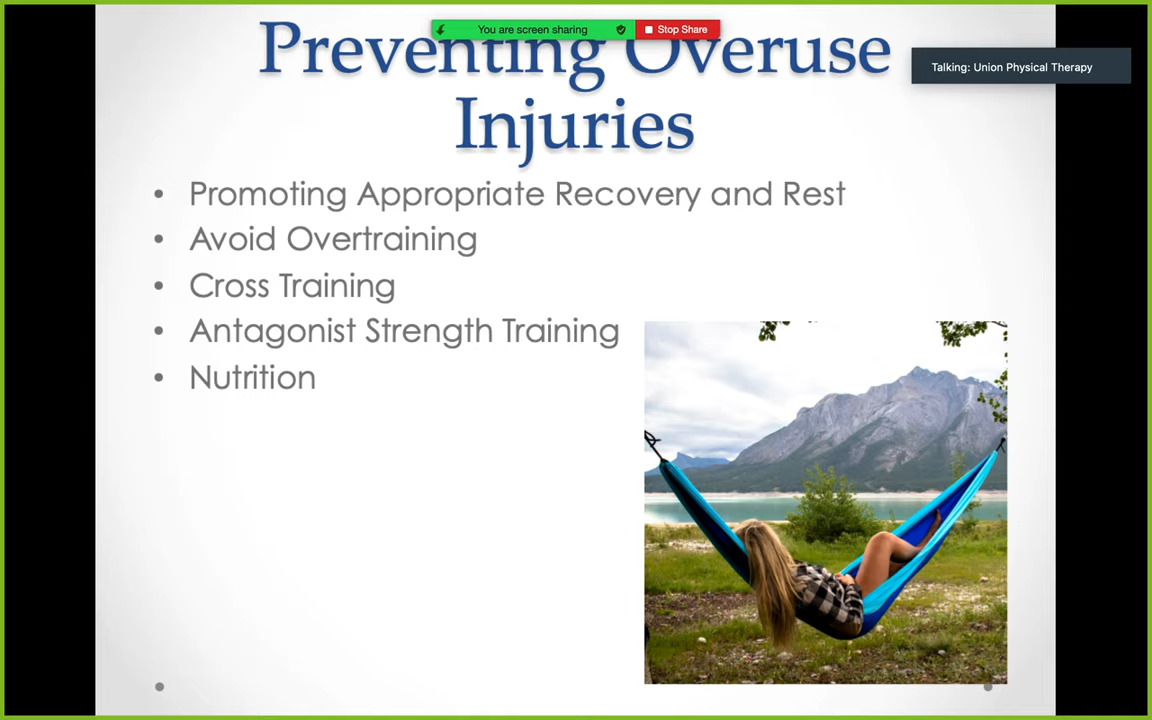 You are screen sharing
Stop Share
Preventing Overuse
Injuries
Talking: Union Physical Therapy
• Promoting Appropriate Recovery and Rest
• Avoid Overtraining
• Cross Training
• Antagonist Strength Training
• Nutrition